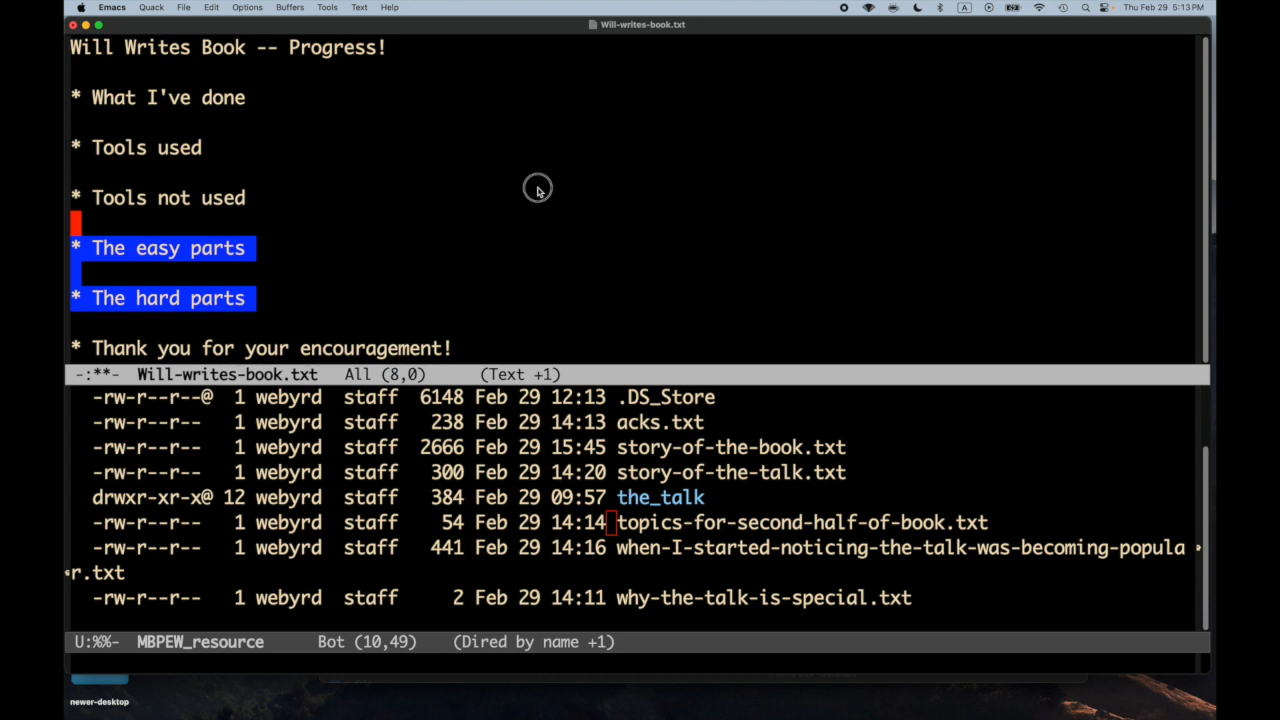 Emacs Quack File Edit Options Buffers Tools Text Help A Thu Feb 29 5:13 PM
Will-writes-book.txt
Will Writes Book -- Progress!
* What I've done
* Tools used
* Tools not used
* The easy parts
* The hard parts
* Thank you for your encouragement!
-:**- Will-writes-book.txt All (8,0) (Text +1)
-rw-r--r--@ 1 webyrd staff 6148 Feb 29 12:13 .DS_Store
-rw-r--r-- 1 webyrd staff 238 Feb 29 14:13 acks.txt
-rw-r--r-- 1 webyrd staff 2666 Feb 29 15:45 story-of-the-book.txt
-rw-r--r-- 1 webyrd staff 300 Feb 29 14:20 story-of-the-talk.txt
drwxr-xr-x@ 12 webyrd staff 384 Feb 29 09:57 the_talk
-rw-r--r-- 1 webyrd staff 54 Feb 29 14:14 topics-for-second-half-of-book.txt
-rw-r--r-- 1 webyrd staff 441 Feb 29 14:16 when-I-started-noticing-the-talk-was-becoming-popula
r.txt
-rw-r--r-- 1 webyrd staff 2 Feb 29 14:11 why-the-talk-is-special.txt
U:%%- MBPEW_resource Bot (10,49) (Dired by name +1)
newer-desktop